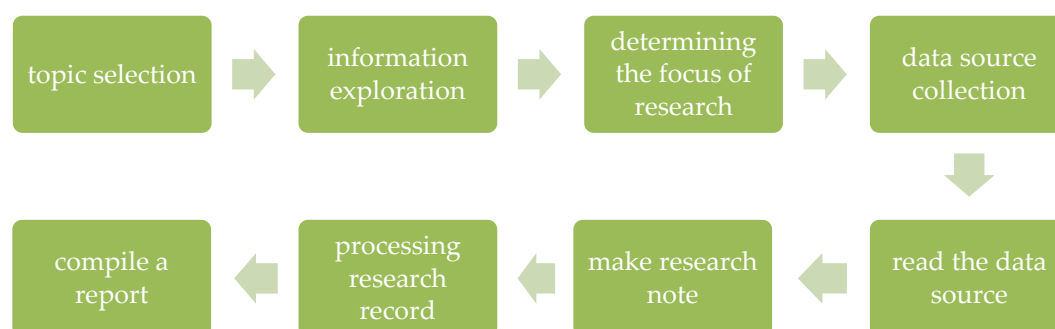 topic selection
information
exploration
determining
the focus of
research
data source
collection
read the data
source
make research
note
processing
research
record
compile a
report